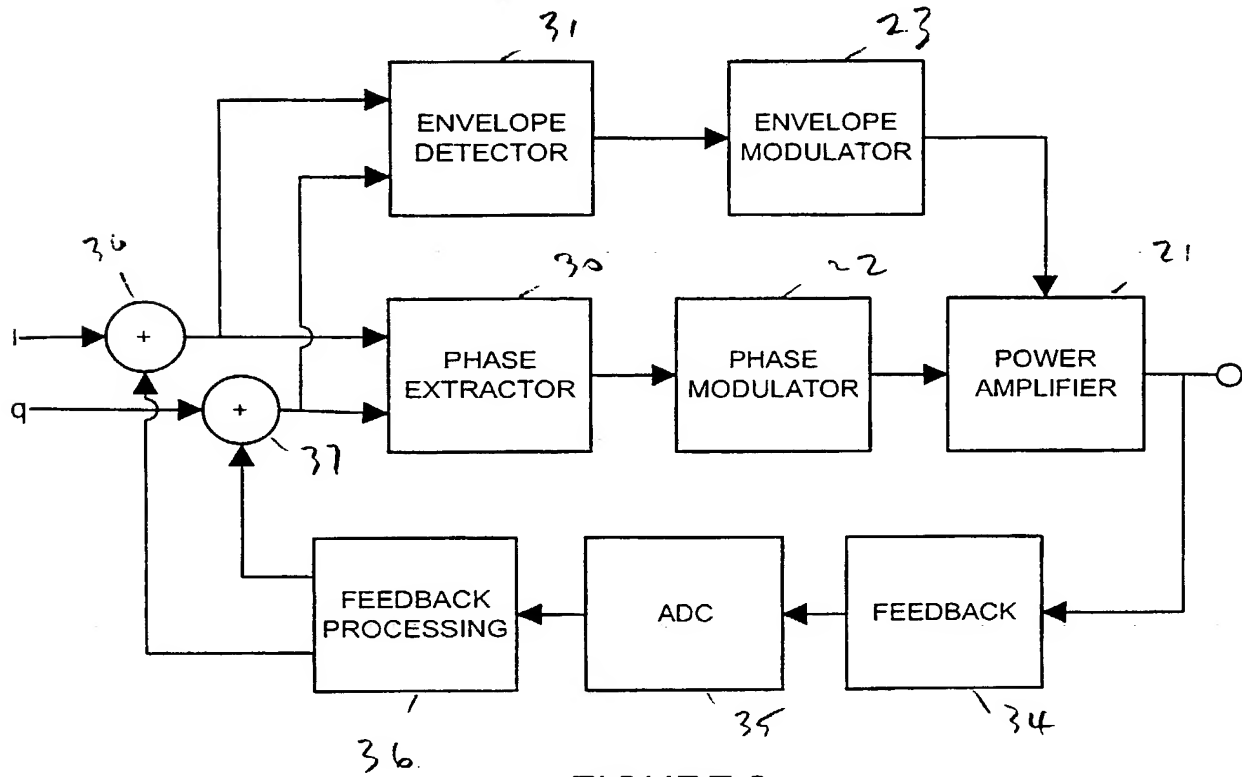 31
23
ENVELOPE
DETECTOR
ENVELOPE
MODULATOR
36
30
22
21
I
+
PHASE
EXTRACTOR
PHASE
MODULATOR
POWER
AMPLIFIER
q
+
37
FEEDBACK
PROCESSING
ADC
FEEDBACK
36
35
34